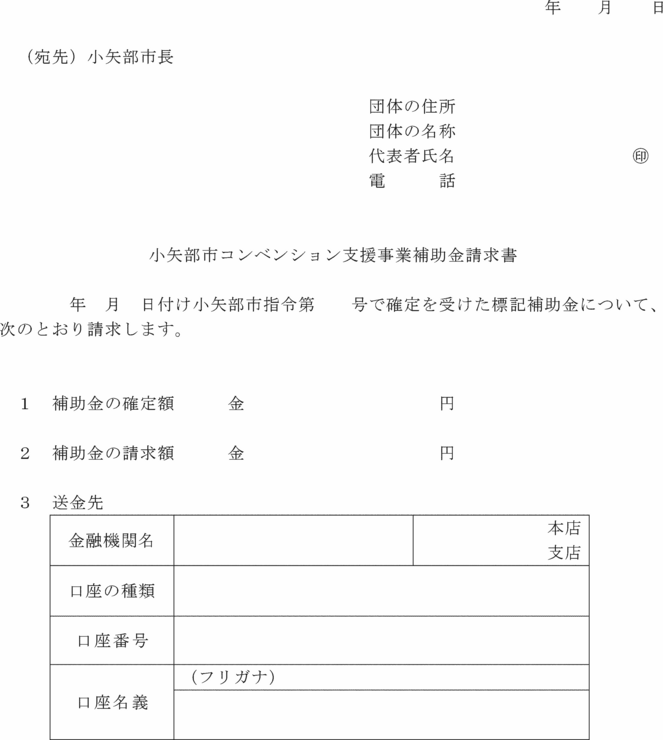 年　　月　　日
（宛先）小矢部市長
団体の住所
団体の名称
代表者氏名　　　　　　　　　　㊞
電　　　話
小矢部市コンベンション支援事業補助金請求書
年　月　日付け小矢部市指令第　　号で確定を受けた標記補助金について、
次のとおり請求します。
１　補助金の確定額　　　金　　　　　　　　　　　円
２　補助金の請求額　　　金　　　　　　　　　　　円
３　送金先
金融機関名　　　本店
支店
口座の種類
口座番号
（フリガナ）
口座名義